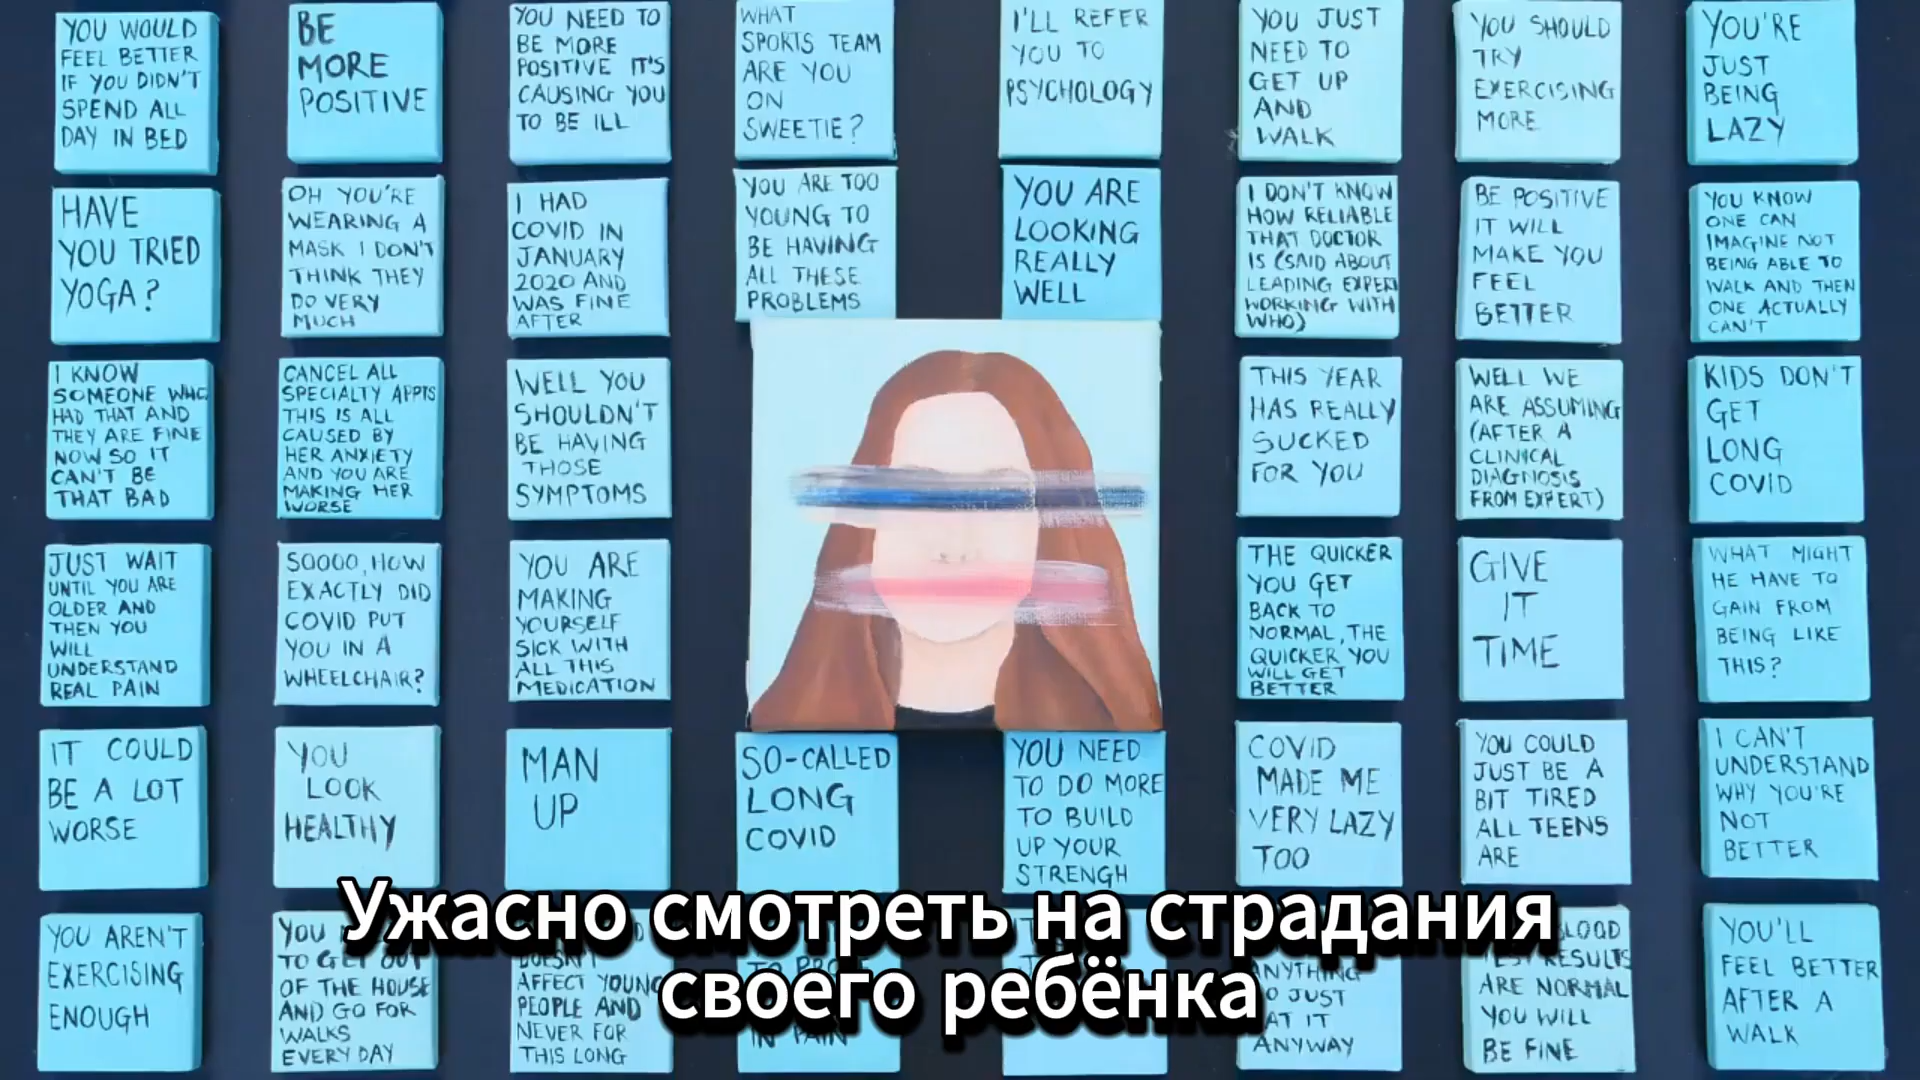 YOU WOULD
FEEL BETTER
IF YOU DIDN'T
SPEND ALL
DAY IN BED
BE
MORE
POSITIVE
YOU NEED TO
BE MORE
POSITIVE IT'S
CAUSING YOU
TO BE ILL
WHAT
SPORTS TEAM
ARE YOU
ON
SWEETIE?
I'LL REFER
YOU TO
PSYCHOLOGY
YOU JUST
NEED TO
GET UP
AND
WALK
YOU SHOULD
TRY
EXERCISING
MORE
YOU'RE
JUST
BEING
LAZY
HAVE
YOU TRIED
YOGA?
OH YOU'RE
WEARING A
MASK I DON'T
THINK THEY
DO VERY
MUCH
I HAD
COVID IN
JANUARY
2020 AND
WAS FINE
AFTER
YOU ARE TOO
YOUNG TO
BE HAVING
ALL THESE
PROBLEMS
YOU ARE
LOOKING
REALLY
WELL
I DON'T KNOW
HOW RELIABLE
THAT DOCTOR
IS (SAID ABOUT
LEADING EXPERT
WORKING WITH
WHO)
BE POSITIVE
IT WILL
MAKE YOU
FEEL
BETTER
YOU KNOW
ONE CAN
IMAGINE NOT
BEING ABLE TO
WALK AND THEN
ONE ACTUALLY
CAN'T
I KNOW
SOMEONE WHO
HAD THAT AND
THEY ARE FINE
NOW SO IT
CAN'T BE
THAT BAD
CANCEL ALL
SPECIALTY APPTS
THIS IS ALL
CAUSED BY
HER ANXIETY
AND YOU ARE
MAKING HER
WORSE
WELL YOU
SHOULDN'T
BE HAVING
THOSE
SYMPTOMS
THIS YEAR
HAS REALLY
SUCKED
FOR YOU
WELL WE
ARE ASSUMING
(AFTER A
CLINICAL
DIAGNOSIS
FROM EXPERT)
KIDS DON'T
GET
LONG
COVID
JUST WAIT
UNTIL YOU ARE
OLDER AND
THEN YOU
WILL
UNDERSTAND
REAL PAIN
SOOOO, HOW
EXACTLY DID
COVID PUT
YOU IN A
WHEELCHAIR?
YOU ARE
MAKING
YOURSELF
SICK WITH
ALL THIS
MEDICATION
THE QUICKER
YOU GET
BACK TO
NORMAL, THE
QUICKER YOU
WILL GET
BETTER
GIVE
IT
TIME
WHAT MIGHT
HE HAVE TO
GAIN FROM
BEING LIKE
THIS?
IT COULD
BE A LOT
WORSE
YOU
LOOK
HEALTHY
MAN
UP
SO-CALLED
LONG
COVID
YOU NEED
TO DO MORE
TO BUILD
UP YOUR
STRENGH
COVID
MADE ME
VERY LAZY
TOO
YOU COULD
JUST BE A
BIT TIRED
ALL TEENS
ARE
I CAN'T
UNDERSTAND
WHY YOU'RE
NOT
BETTER
YOU AREN'T
EXERCISING
ENOUGH
YOU
TO GET OUT
OF THE HOUSE
AND GO FOR
WALKS
EVERY DAY
DOESN'T
AFFECT YOUNG
PEOPLE AND
NEVER FOR
THIS LONG
IN PAIN
ANYTHING
JUST
AT IT
ANYWAY
BLOOD
TEST RESULTS
ARE NORMAL
YOU WILL
BE FINE
YOU'LL
FEEL BETTER
AFTER A
WALK
Ужасно смотреть на страдания
своего ребёнка